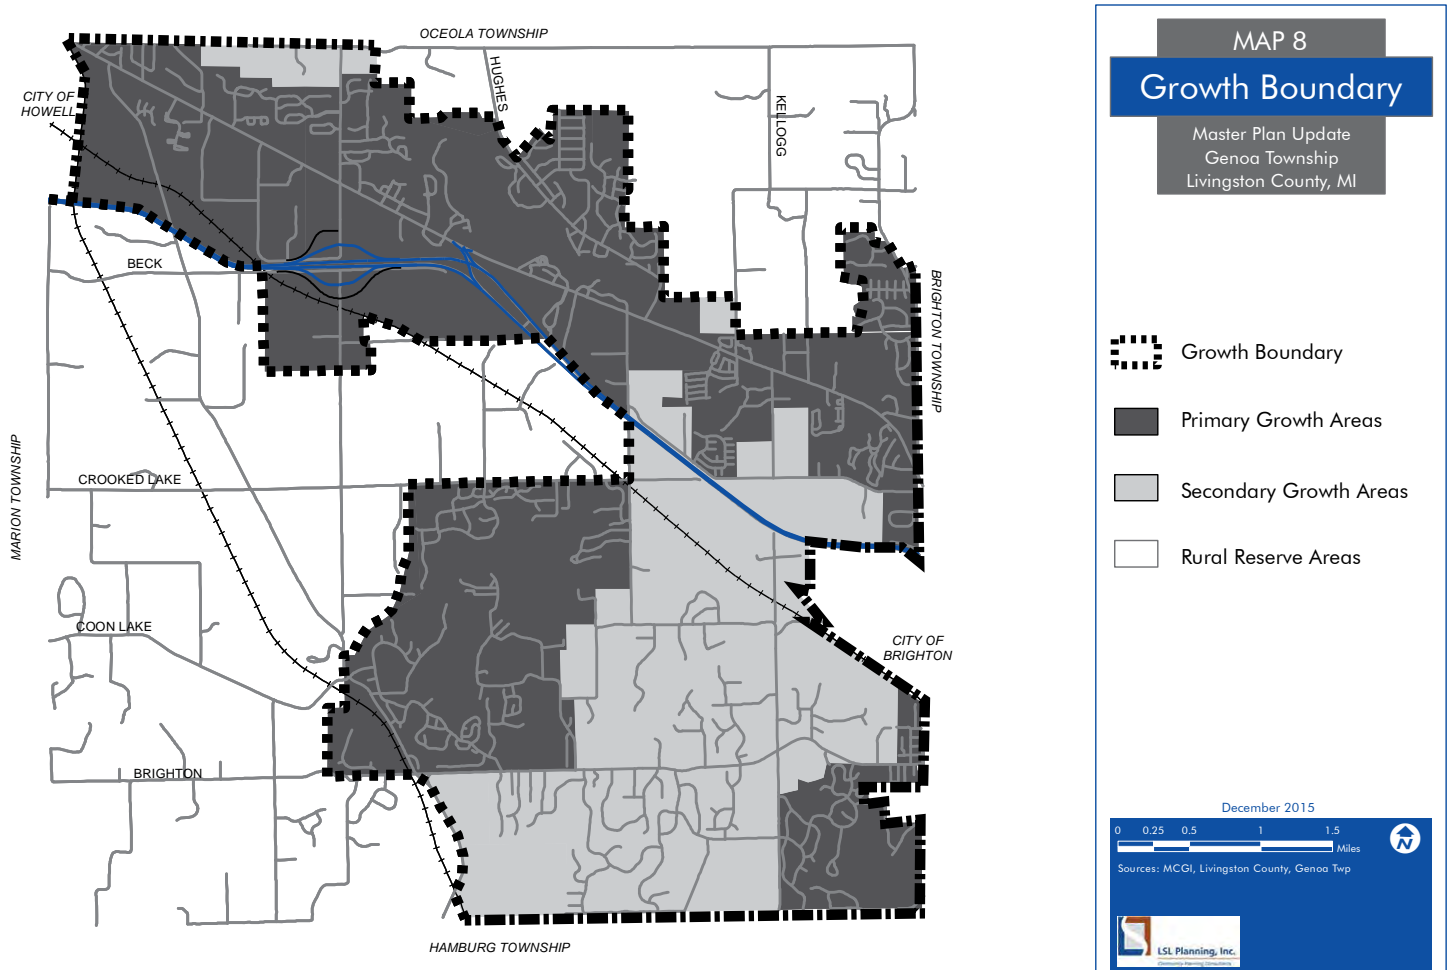 OCEOLA TOWNSHIP
CITY OF
HOWELL
HUGHES
KELLOGG
BECK
BRIGHTON TOWNSHIP
MARION TOWNSHIP
CROOKED LAKE
COON LAKE
CITY OF
BRIGHTON
BRIGHTON
HAMBURG TOWNSHIP
MAP 8
Growth Boundary
Master Plan Update
Genoa Township
Livingston County, MI
Growth Boundary
Primary Growth Areas
Secondary Growth Areas
Rural Reserve Areas
December 2015
0 0.25 0.5 1 1.5
Miles
N
Sources: MCGI, Livingston County, Genoa Twp
LSL Planning, Inc.
Community Planning Consultants